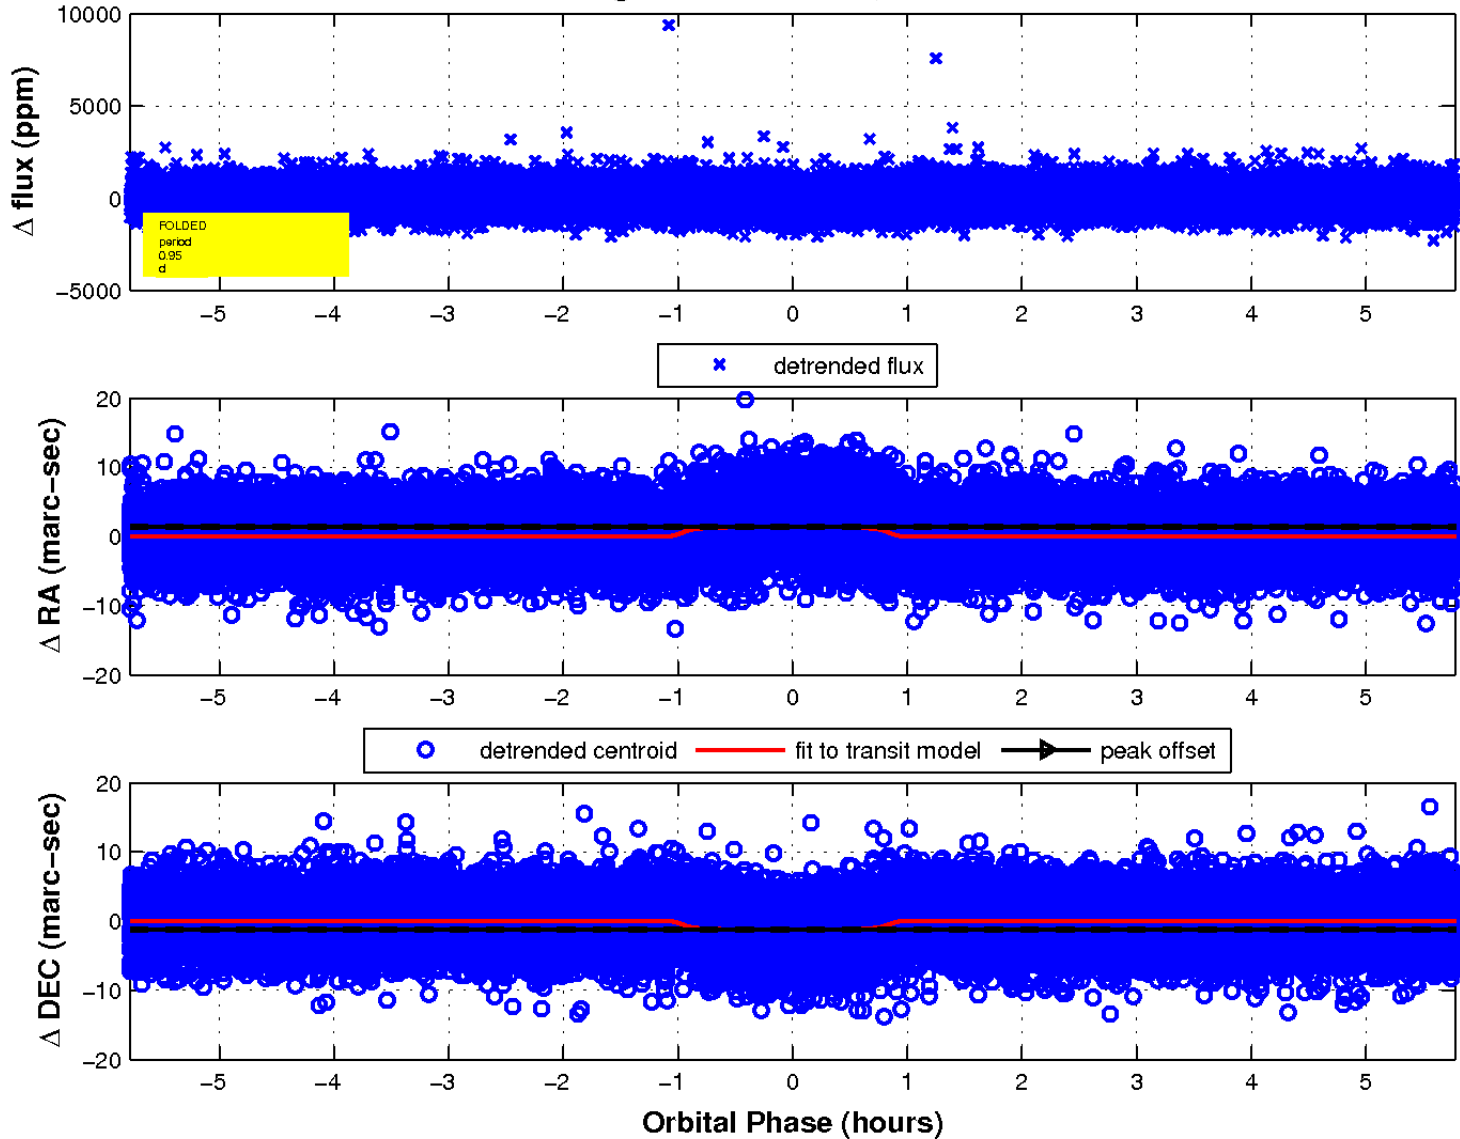 10000
5000
0
−5000
Δ flux (ppm)
FOLDED
period
0.95
d
−5 −4 −3 −2 −1 0 1 2 3 4 5
detrended flux
20
10
0
−10
−20
Δ RA (marc−sec)
−5 −4 −3 −2 −1 0 1 2 3 4 5
detrended centroid fit to transit model peak offset
20
10
0
−10
−20
Δ DEC (marc−sec)
−5 −4 −3 −2 −1 0 1 2 3 4 5
Orbital Phase (hours)